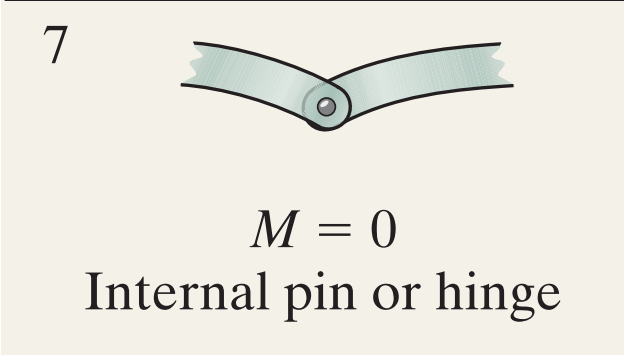 7
M = 0
Internal pin or hinge